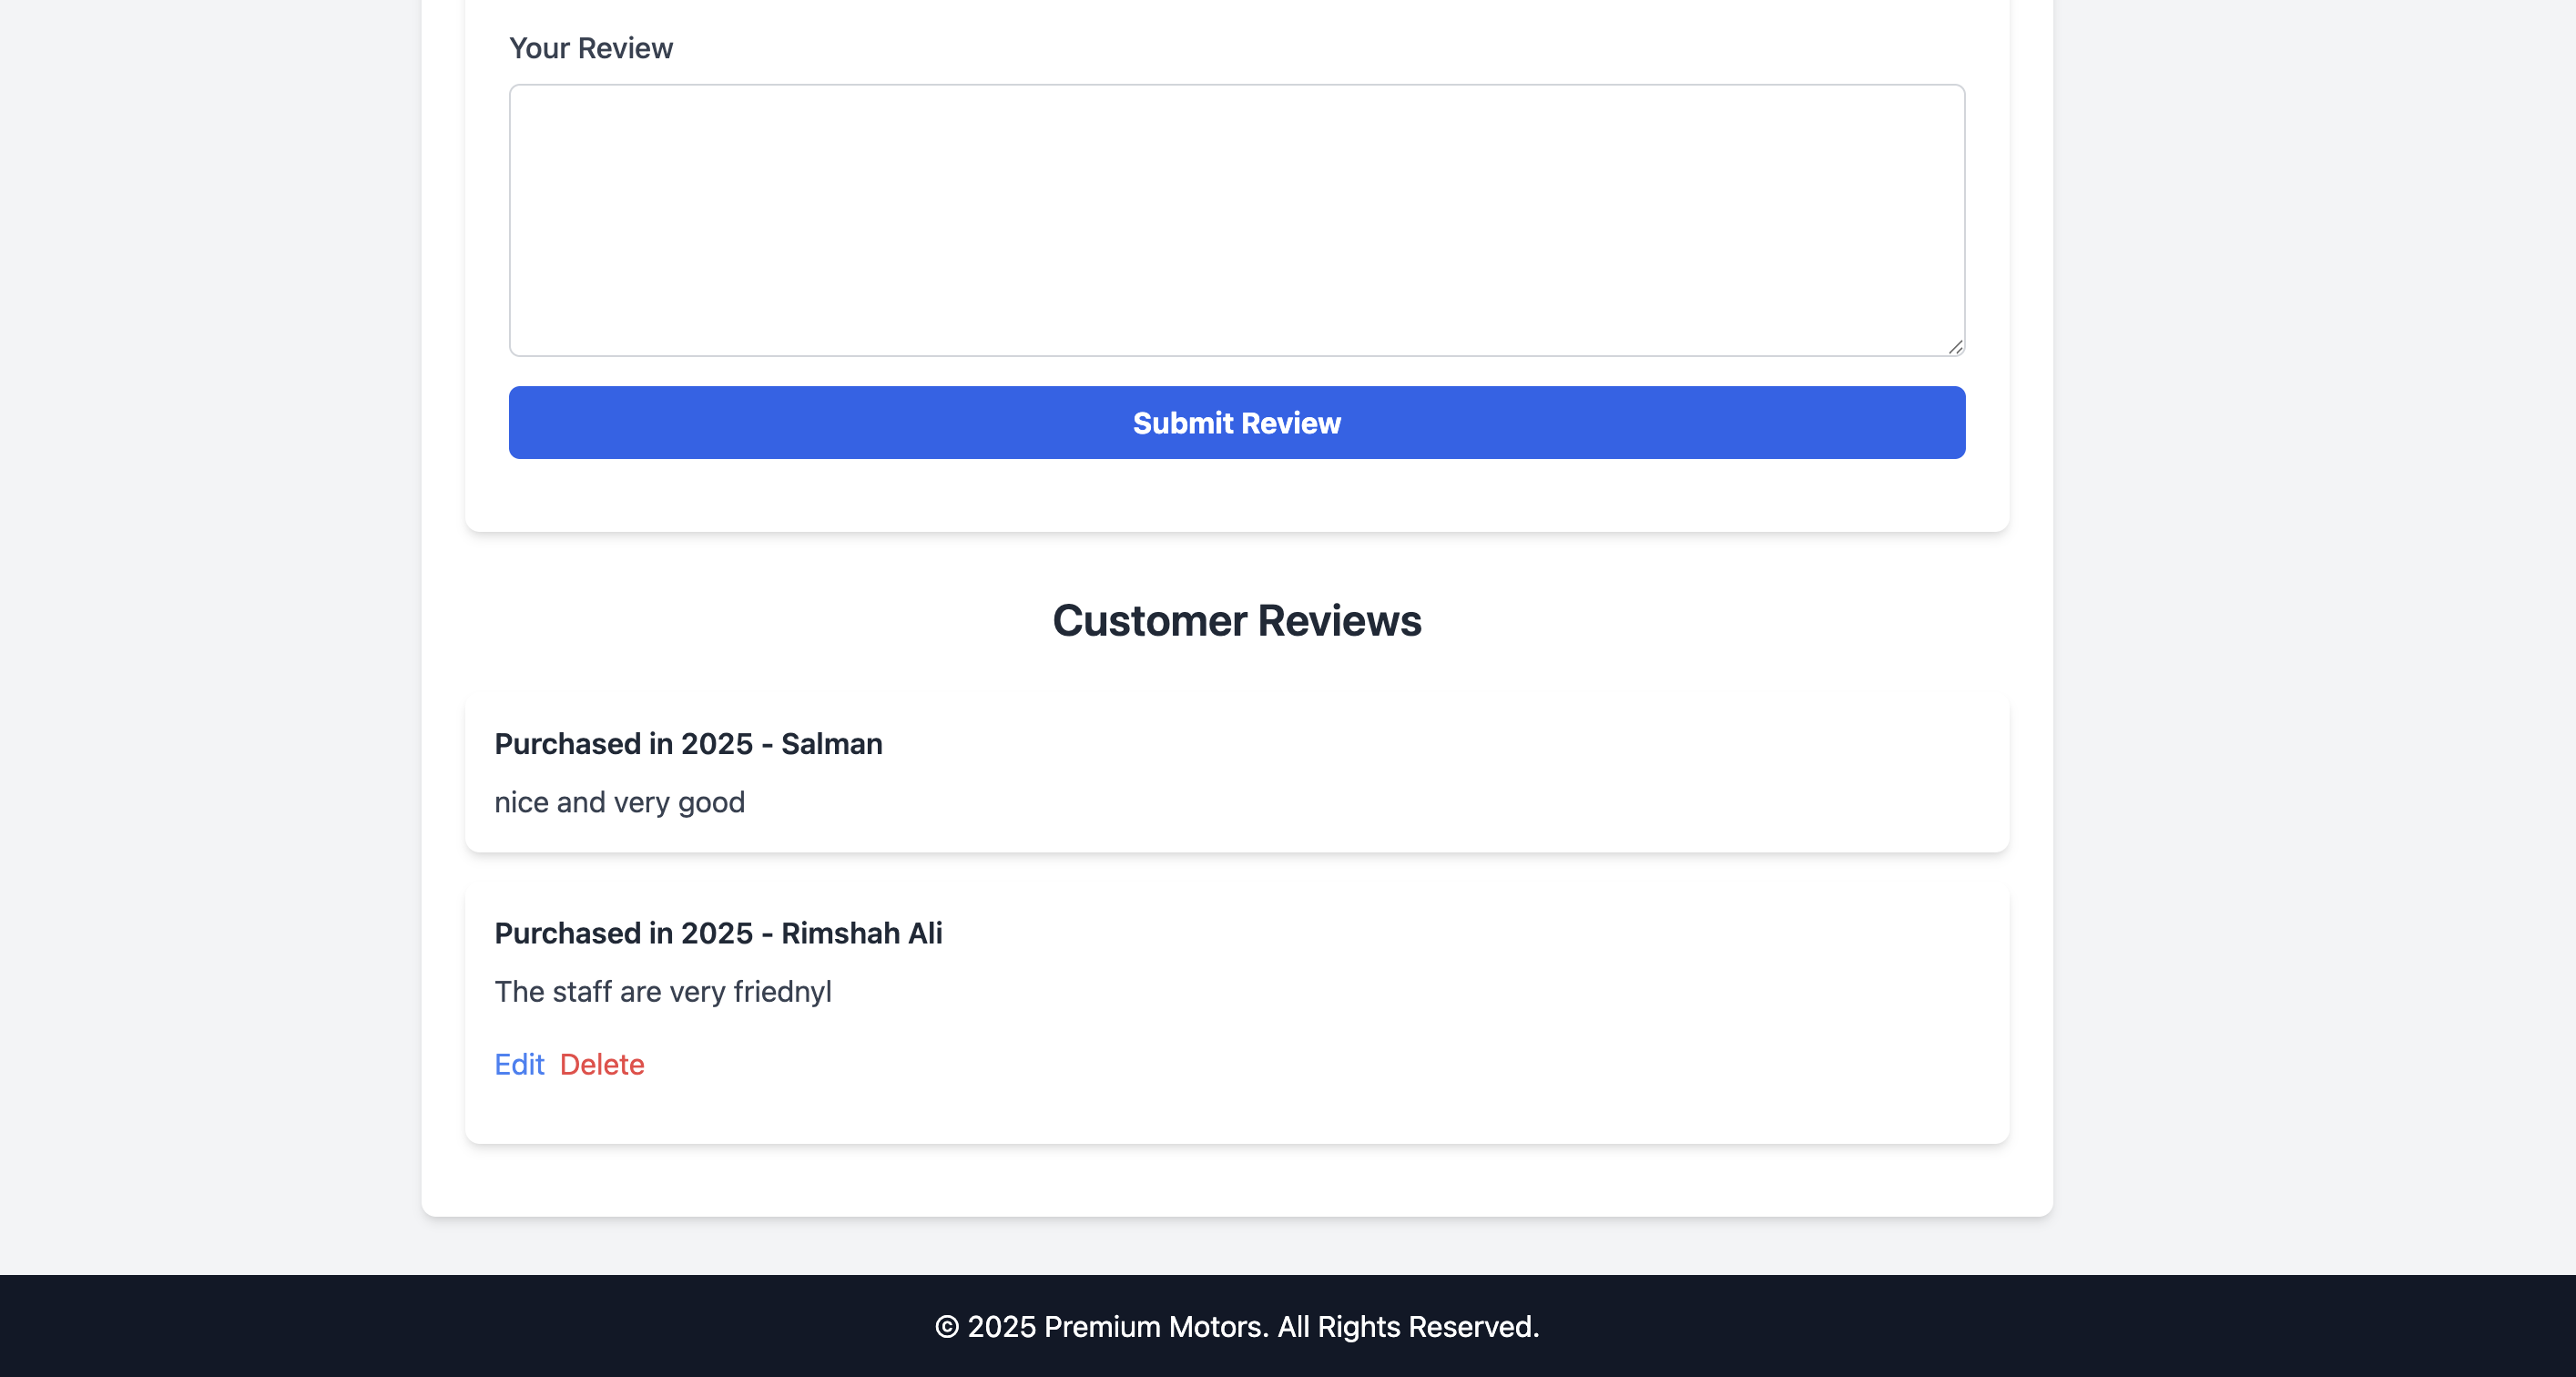 Your Review
Submit Review
Customer Reviews
Purchased in 2025 - Salman
nice and very good
Purchased in 2025 - Rimshah Ali
The staff are very friednyl
Edit Delete
© 2025 Premium Motors. All Rights Reserved.